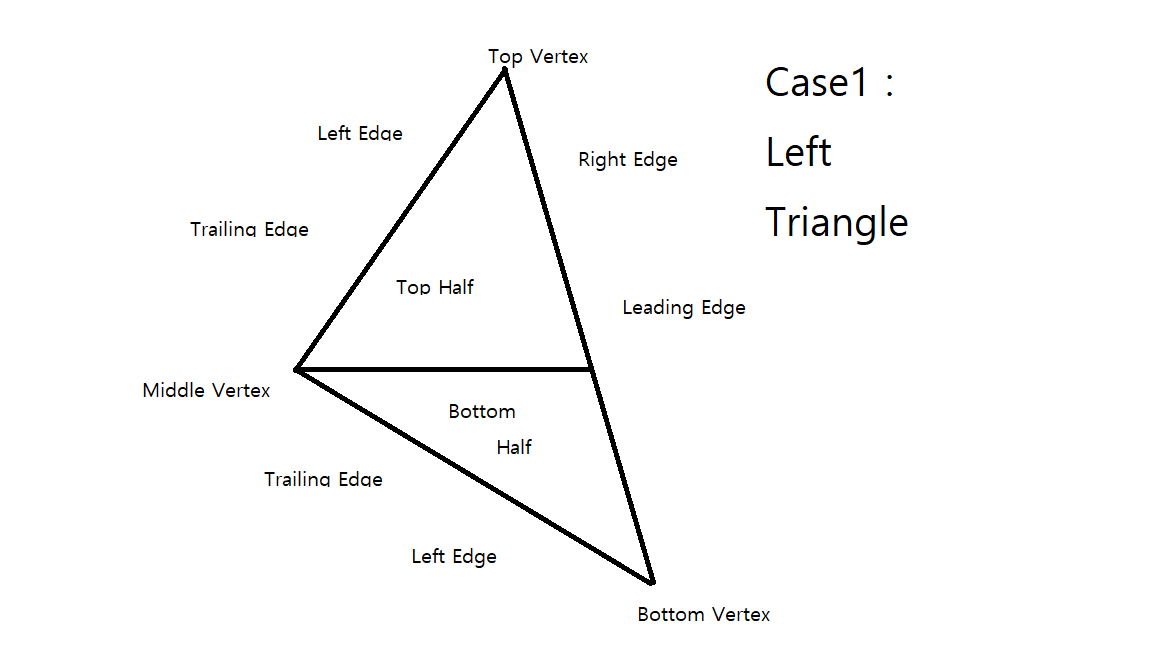 Top Vertex
Case1 :
Left
Triangle
Left Edge
Right Edge
Trailing Edge
Top Half
Leading Edge
Middle Vertex
Bottom
Half
Trailing Edge
Left Edge
Bottom Vertex